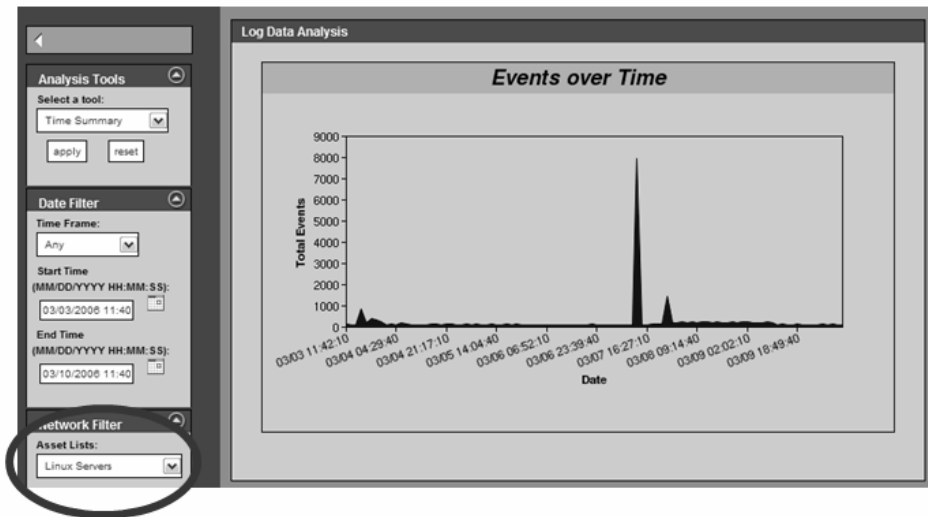 Analysis Tools
Select a tool:
Time Summary
apply reset
Date Filter
Time Frame:
Any
Start Time
(MM/DD/YYYY HH:MM:SS):
03/03/2006 11:40
End Time
(MM/DD/YYYY HH:MM:SS):
03/10/2006 11:40
Network Filter
Asset Lists:
Linux Servers
Log Data Analysis
Events over Time
9000
8000
7000
6000
5000
4000
3000
2000
1000
0
Total Events
03/03 11:42:10
03/04 04:29:40
03/04 21:17:10
03/05 14:04:40
03/06 06:52:10
03/06 23:39:40
03/07 16:27:10
03/08 09:14:40
03/09 02:02:10
03/09 18:49:40
Date